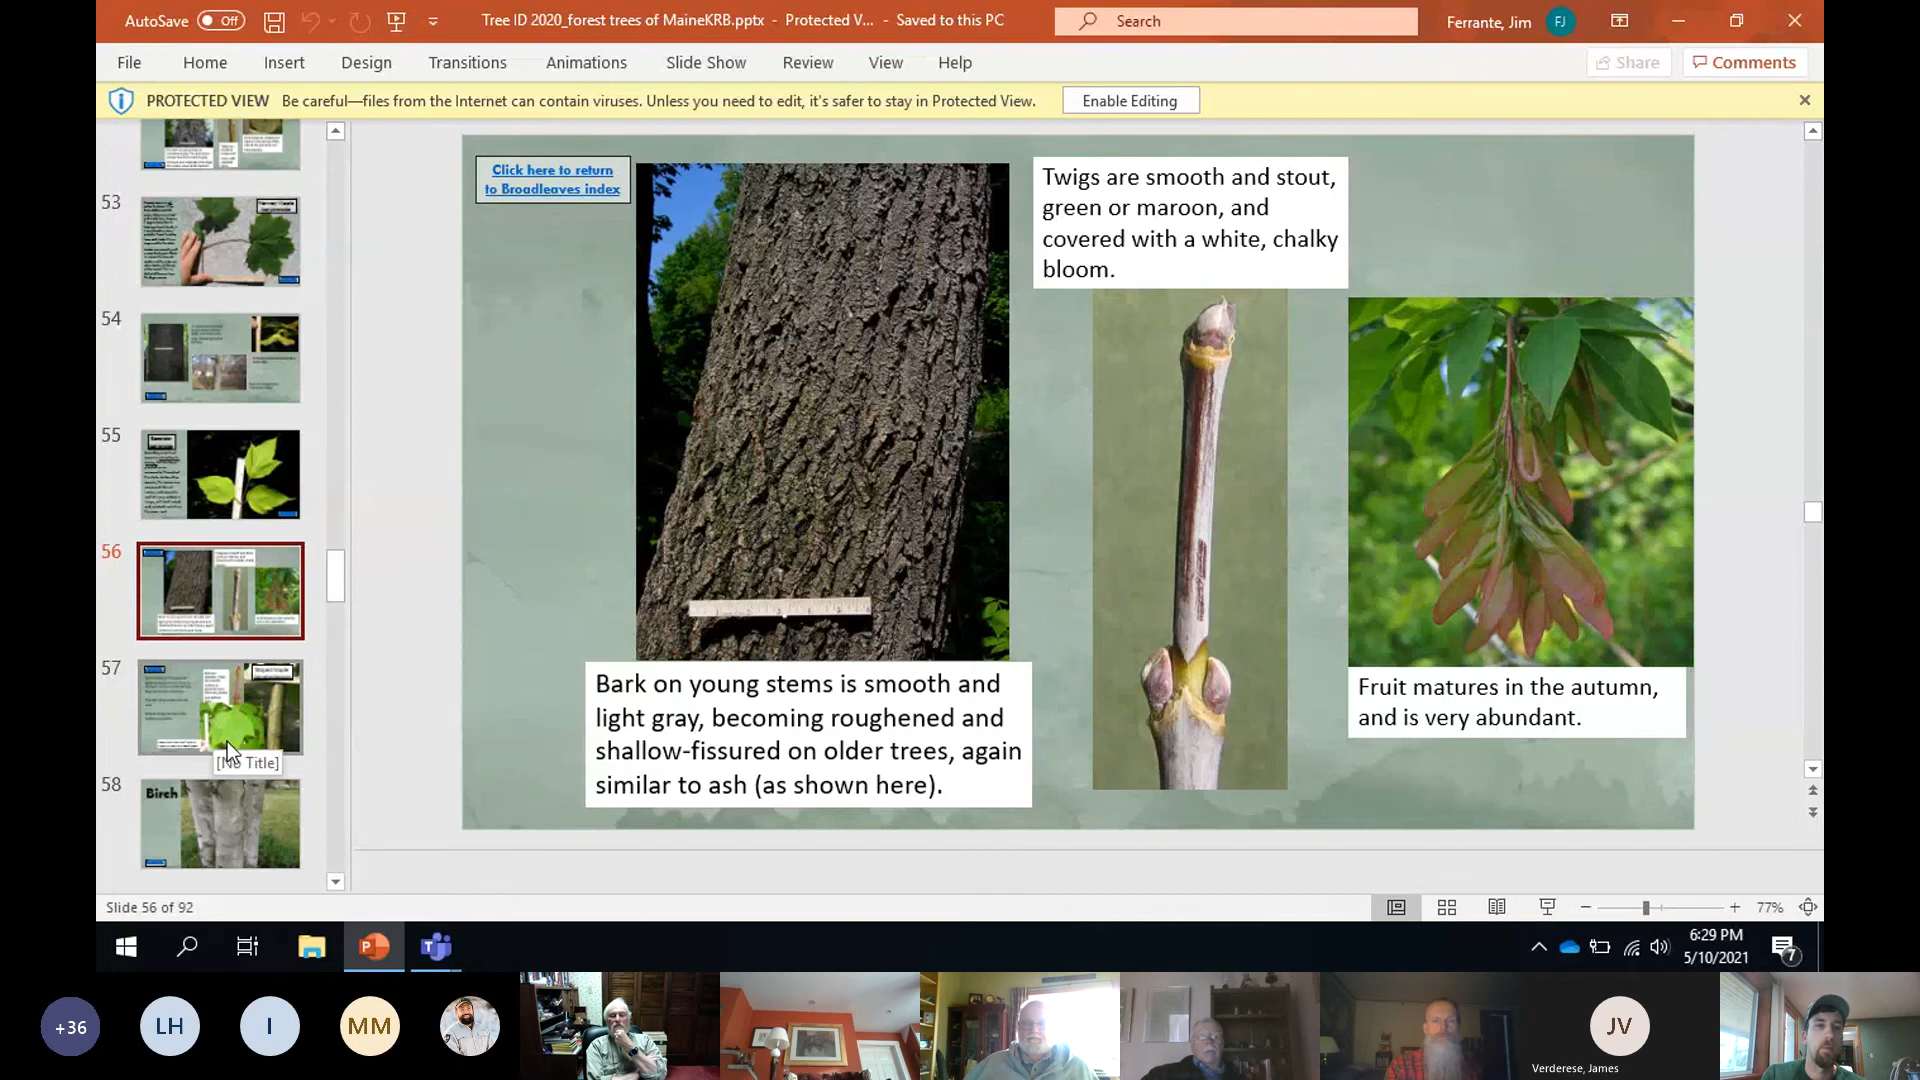 AutoSave Off Tree ID 2020_forest trees of MaineKRB.pptx - Protected V... - Saved to this PC Search Ferrante, Jim FJ
File Home Insert Design Transitions Animations Slide Show Review View Help Share Comments
PROTECTED VIEW Be careful—files from the Internet can contain viruses. Unless you need to edit, it's safer to stay in Protected View. Enable Editing
53
54
55
56
57
[No Title]
58
Birch
Click here to return
to Broadleaves index
Twigs are smooth and stout,
green or maroon, and
covered with a white, chalky
bloom.
Bark on young stems is smooth and
light gray, becoming roughened and
shallow-fissured on older trees, again
similar to ash (as shown here).
Fruit matures in the autumn,
and is very abundant.
Slide 56 of 92 77%
6:29 PM
5/10/2021
7
+36 LH I MM JV
Verderese, James